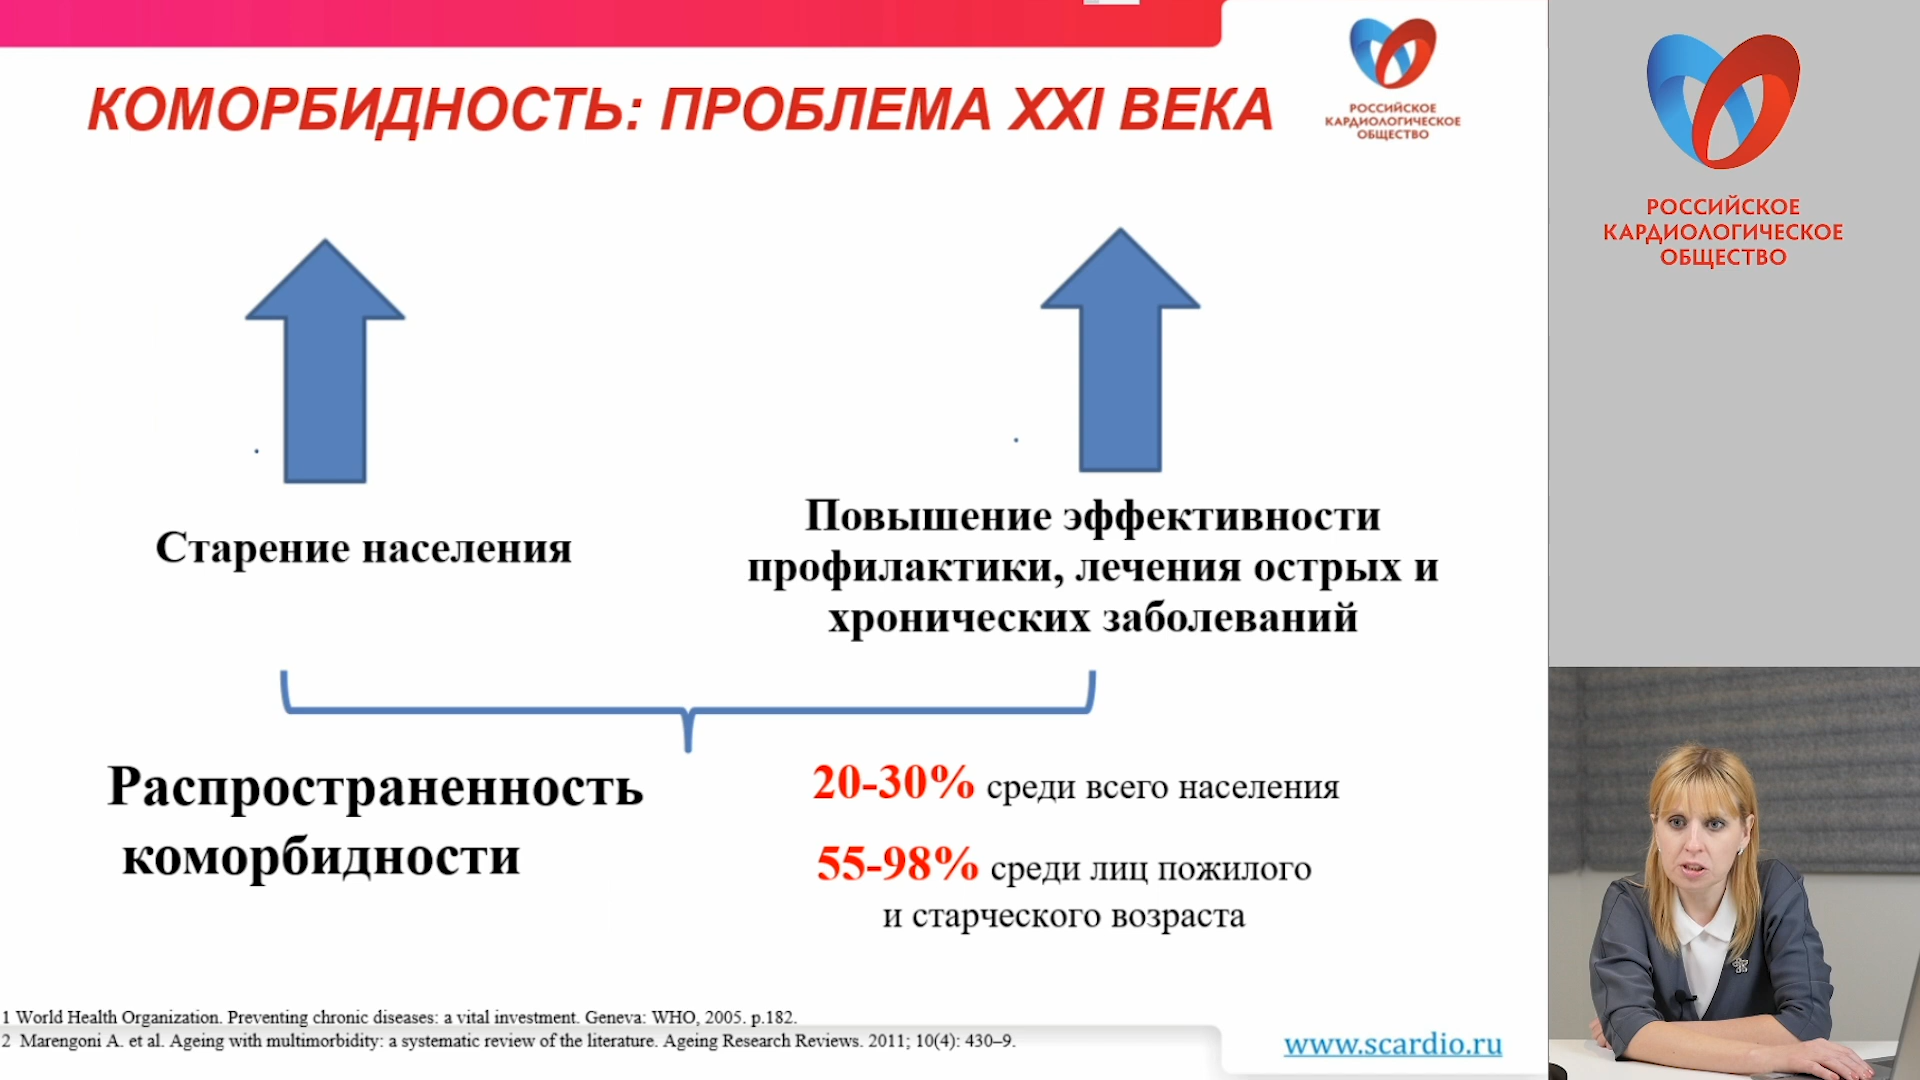 КОМОРБИДНОСТЬ: ПРОБЛЕМА XXI ВЕКА
РОССИЙСКОЕ
КАРДИОЛОГИЧЕСКОЕ
ОБЩЕСТВО
РОССИЙСКОЕ
КАРДИОЛОГИЧЕСКОЕ
ОБЩЕСТВО
Старение населения
Повышение эффективности
профилактики, лечения острых и
хронических заболеваний
Распространенность
коморбидности
20-30% среди всего населения
55-98% среди лиц пожилого
и старческого возраста
1 World Health Organization. Preventing chronic diseases: a vital investment. Geneva: WHO, 2005. p.182.
2 Marengoni A. et al. Ageing with multimorbidity: a systematic review of the literature. Ageing Research Reviews. 2011; 10(4): 430–9.
www.scardio.ru